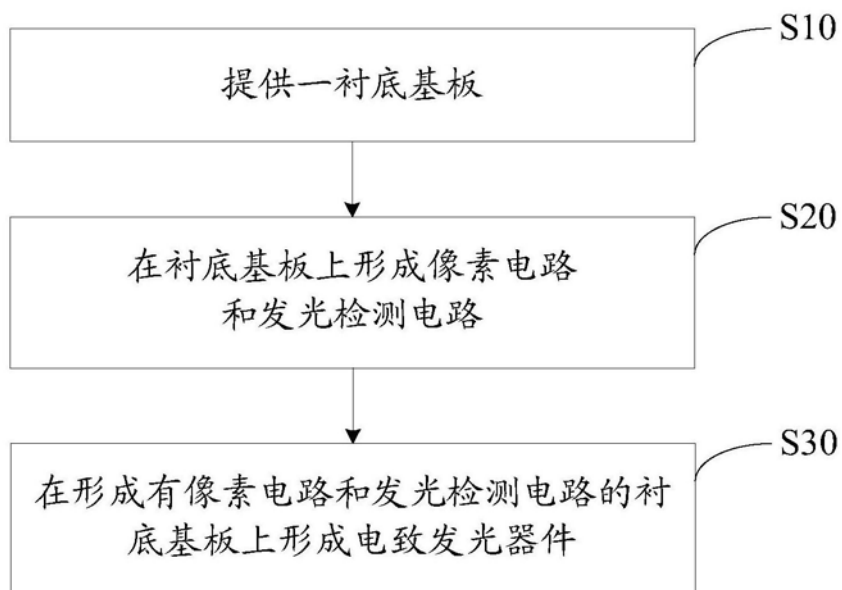 S10
提供一衬底基板
S20
在衬底基板上形成像素电路
和发光检测电路
S30
在形成有像素电路和发光检测电路的衬
底基板上形成电致发光器件